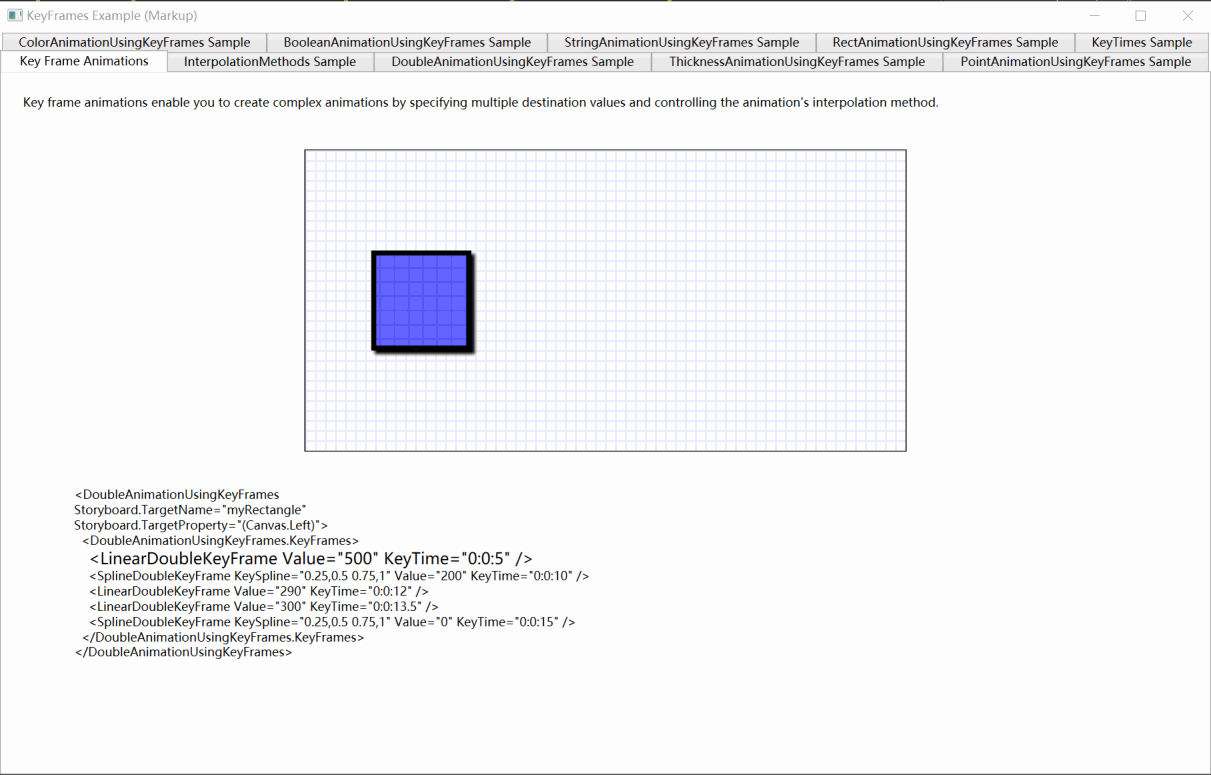 KeyFrames Example (Markup)
ColorAnimationUsingKeyFrames Sample BooleanAnimationUsingKeyFrames Sample StringAnimationUsingKeyFrames Sample RectAnimationUsingKeyFrames Sample KeyTimes Sample
Key Frame Animations InterpolationMethods Sample DoubleAnimationUsingKeyFrames Sample ThicknessAnimationUsingKeyFrames Sample PointAnimationUsingKeyFrames Sample
Key frame animations enable you to create complex animations by specifying multiple destination values and controlling the animation's interpolation method.
<DoubleAnimationUsingKeyFrames
Storyboard.TargetName="myRectangle"
Storyboard.TargetProperty="(Canvas.Left)">
<DoubleAnimationUsingKeyFrames.KeyFrames>
<LinearDoubleKeyFrame Value="500" KeyTime="0:0:5" />
<SplineDoubleKeyFrame KeySpline="0.25,0.5 0.75,1" Value="200" KeyTime="0:0:10" />
<LinearDoubleKeyFrame Value="290" KeyTime="0:0:12" />
<LinearDoubleKeyFrame Value="300" KeyTime="0:0:13.5" />
<SplineDoubleKeyFrame KeySpline="0.25,0.5 0.75,1" Value="0" KeyTime="0:0:15" />
</DoubleAnimationUsingKeyFrames.KeyFrames>
</DoubleAnimationUsingKeyFrames>